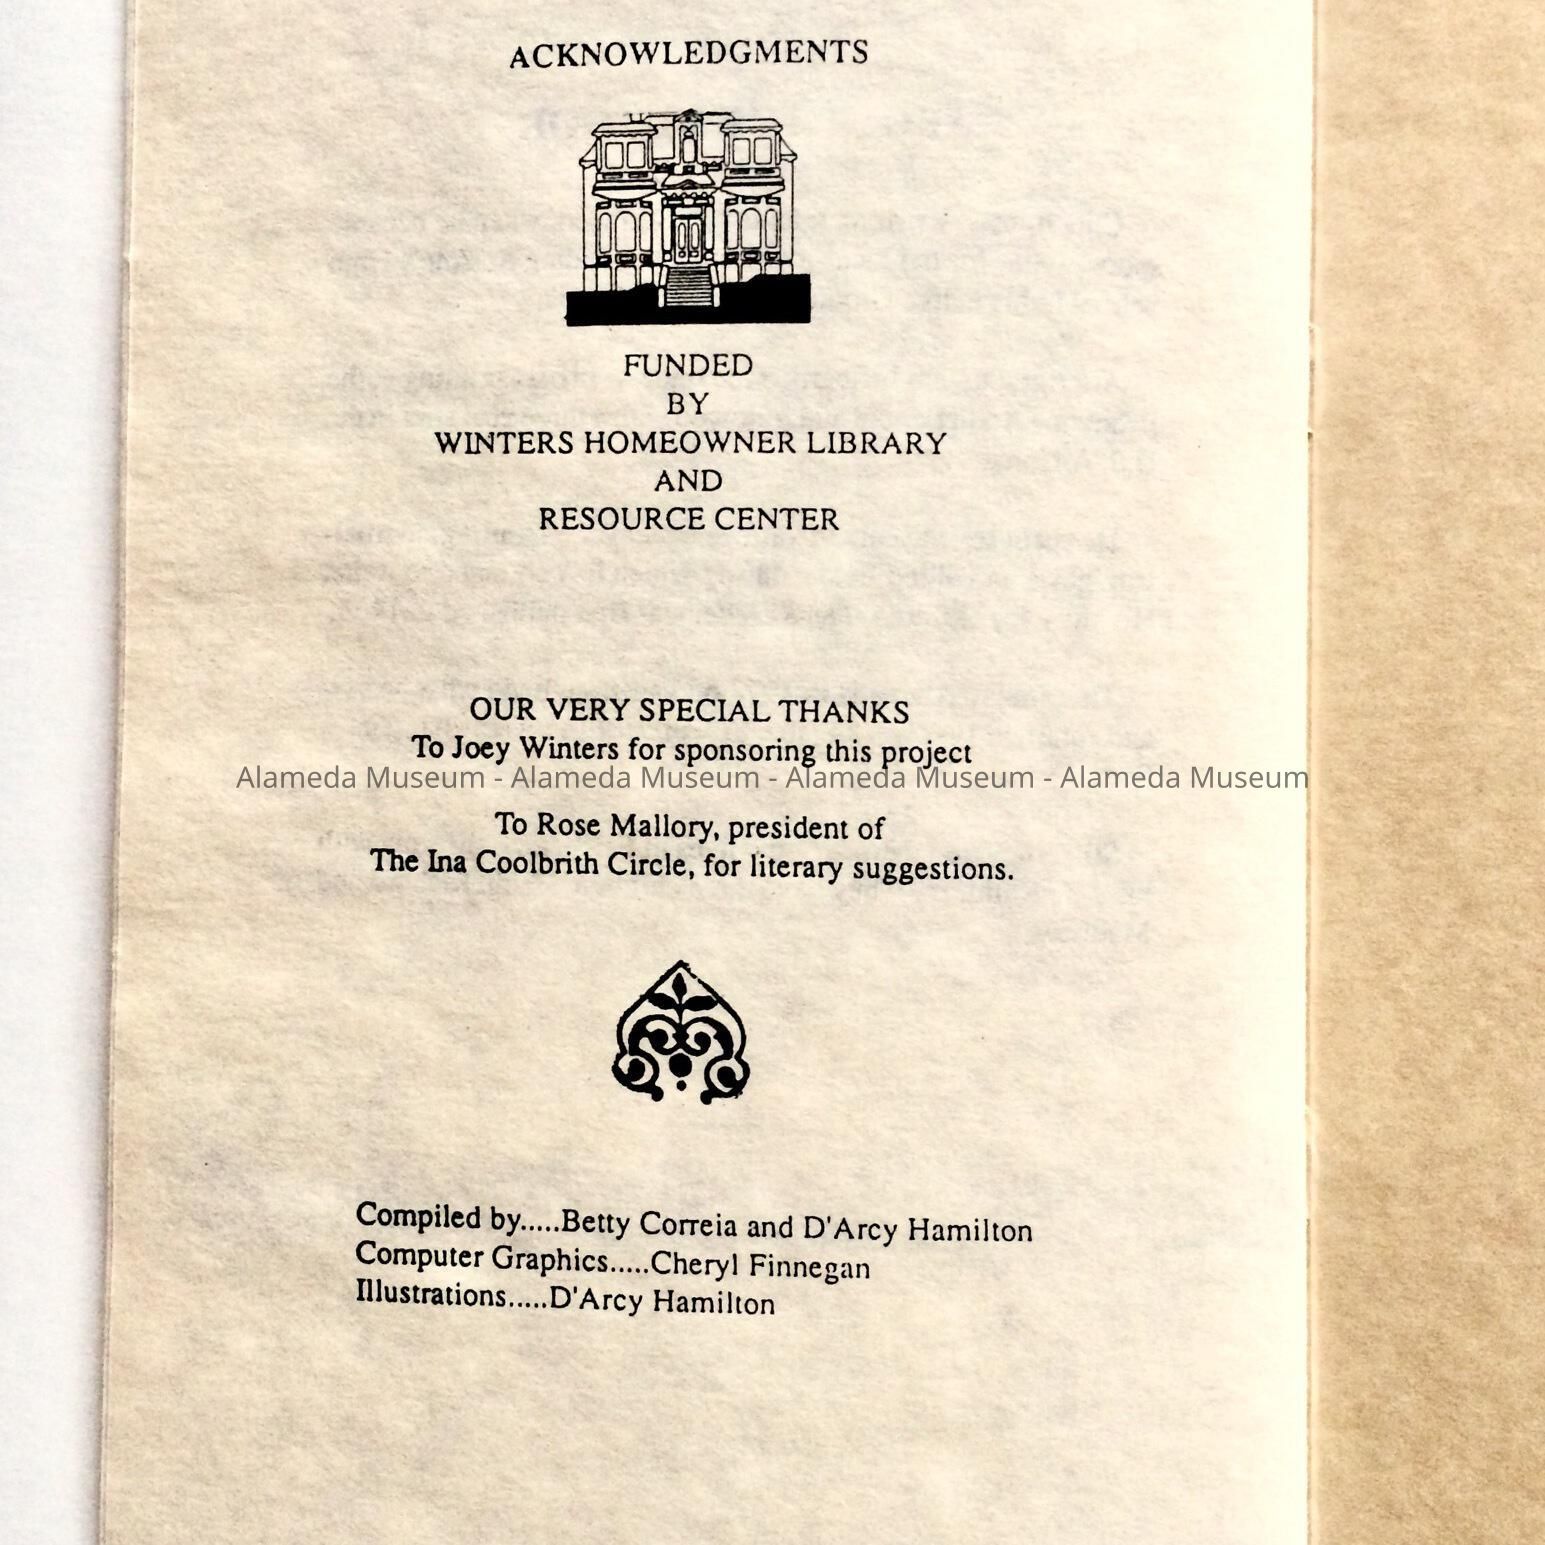 ACKNOWLEDGMENTS
FUNDED
BY
WINTERS HOMEOWNER LIBRARY
AND
RESOURCE CENTER
OUR VERY SPECIAL THANKS
To Joey Winters for sponsoring this project
Alameda Museum - Alameda Museum - Alameda Museum - Alameda Museum
To Rose Mallory, president of
The Ina Coolbrith Circle, for literary suggestions.
Compiled by.....Betty Correia and D'Arcy Hamilton
Computer Graphics.....Cheryl Finnegan
Illustrations.....D'Arcy Hamilton